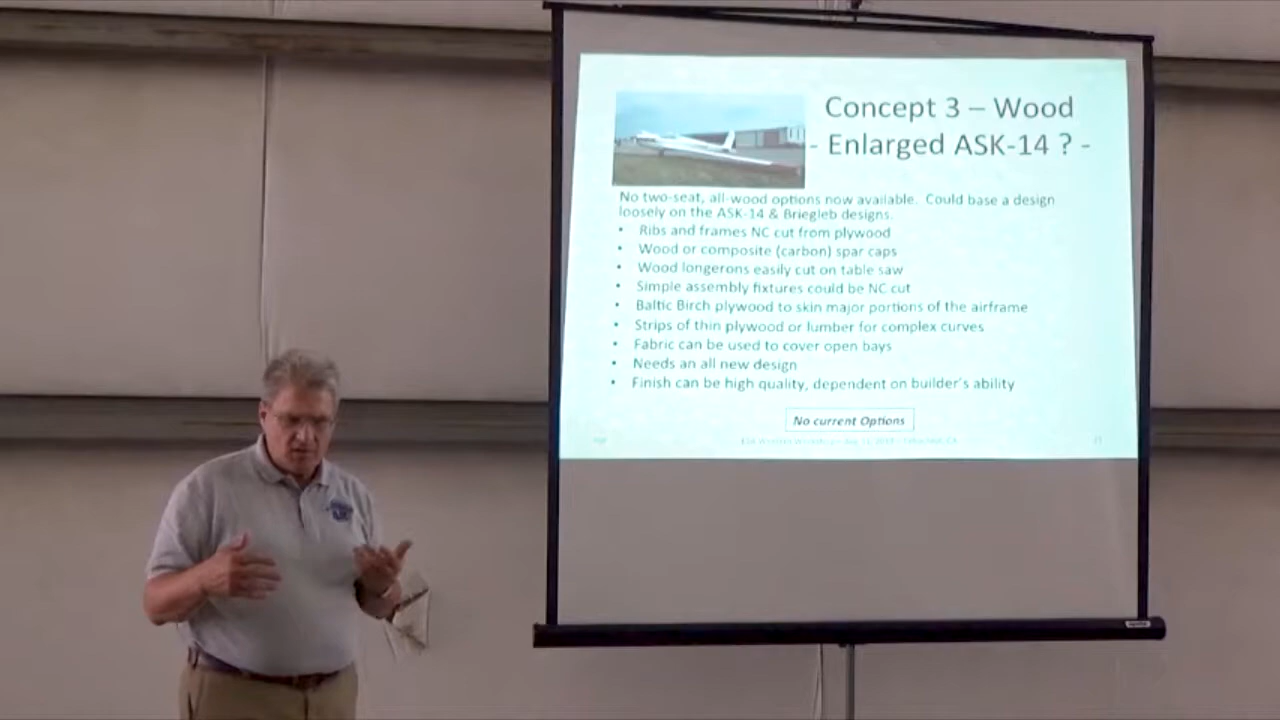 Concept 3 – Wood
- Enlarged ASK-14 ? -
No two-seat, all-wood options now available. Could base a design
loosely on the ASK-14 & Briegleb designs.
• Ribs and frames NC cut from plywood
• Wood or composite (carbon) spar caps
• Wood longerons easily cut on table saw
• Simple assembly fixtures could be NC cut
• Baltic Birch plywood to skin major portions of the airframe
• Strips of thin plywood or lumber for complex curves
• Fabric can be used to cover open bays
• Needs an all new design
• Finish can be high quality, dependent on builder's ability
No current Options